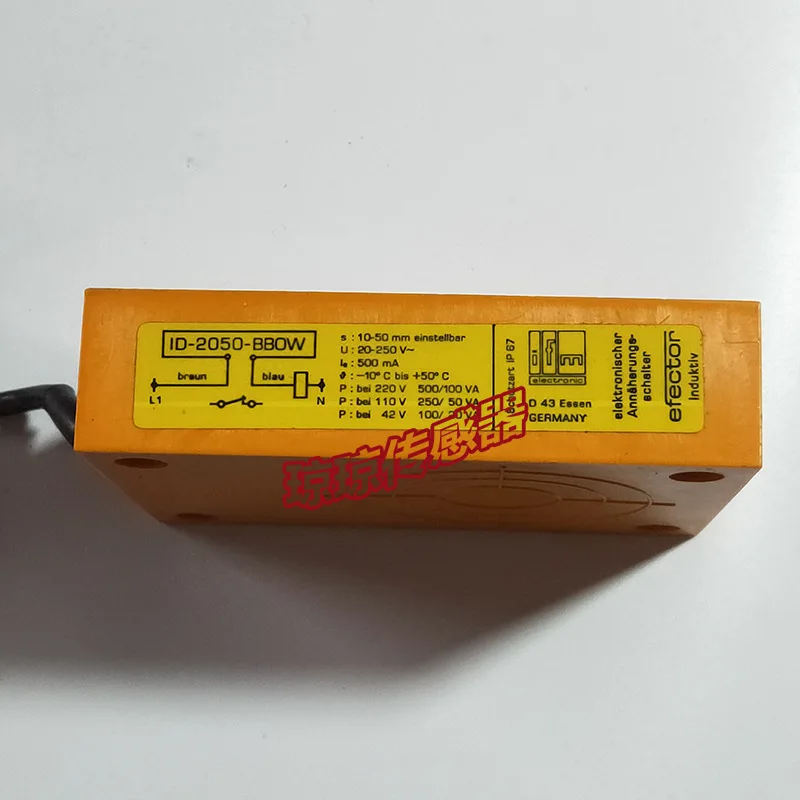 ID-2050-BBOW
braun
blau
L1
N
s : 10-50 mm einstellbar
U : 20-250 V~
Iₑ : 500 mA
ϑ : -10° C bis +50° C
P : bei 220 V 500/100 VA
P : bei 110 V 250/ 50 VA
P : bei 42 V 100/ VA
Schutzart IP 67
ifm
electronic
D 43 Essen
GERMANY
elektronischer
Annäherungs-
schalter
efector
Induktiv
琼琼传感器